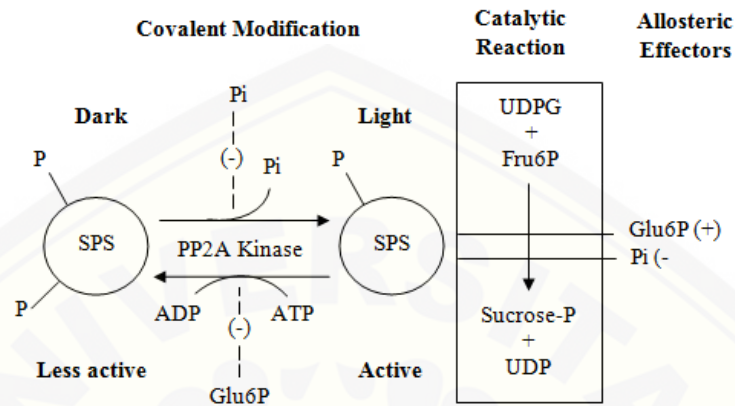 Covalent Modification
Catalytic
Reaction
Allosteric
Effectors
Dark
Pi
Light
UDPG
+
Fru6P
P
(-)
Pi
P
SPS
PP2A Kinase
SPS
Glu6P (+)
Pi (-
P
ADP
(-)
ATP
Sucrose-P
+
UDP
Less active
Glu6P
Active
UNIVERSITA